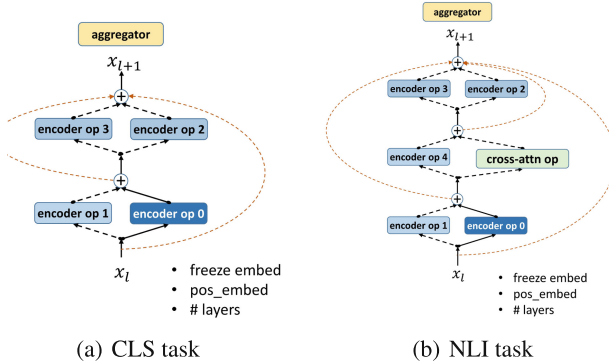 aggregator
x_{l+1}
encoder op 3
encoder op 2
encoder op 1
encoder op 0
x_l
• freeze embed
• pos_embed
• # layers
(a) CLS task
aggregator
x_{l+1}
encoder op 3
encoder op 2
encoder op 4
cross-attn op
encoder op 1
encoder op 0
x_l
• freeze embed
• pos_embed
• # layers
(b) NLI task